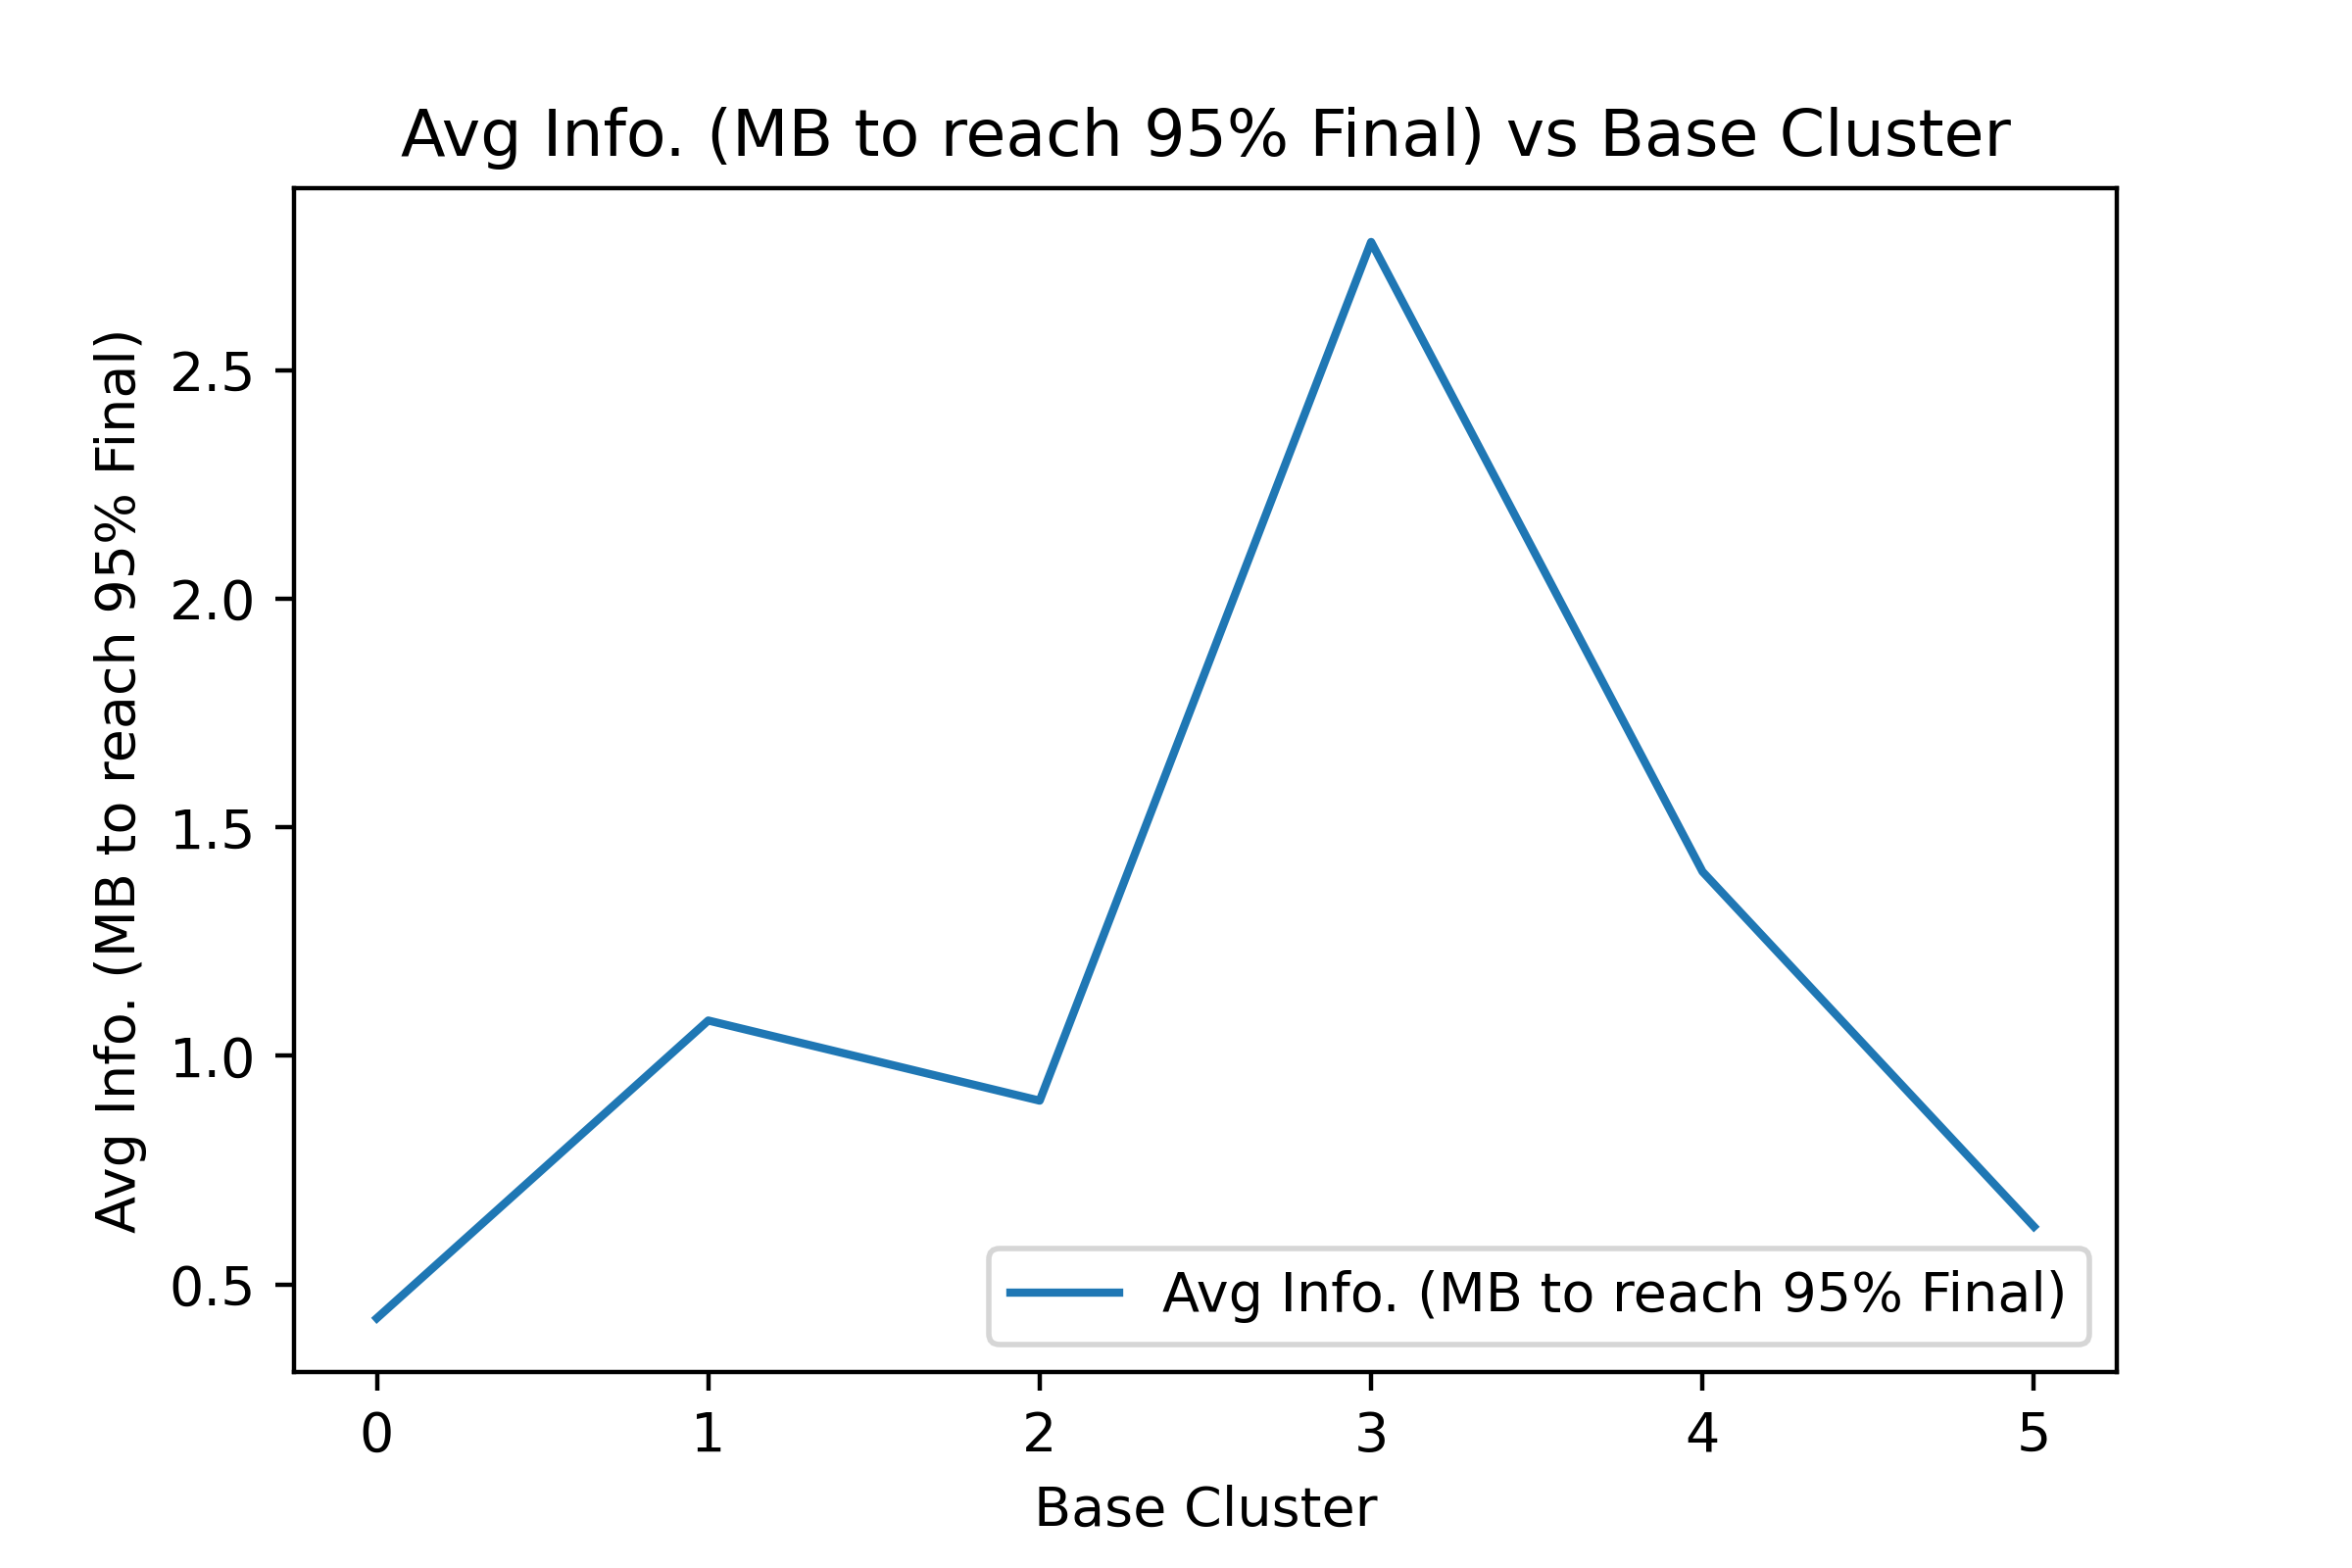 Avg Info. (MB to reach 95% Final) vs Base Cluster
Avg Info. (MB to reach 95% Final)
2.5
2.0
1.5
1.0
0.5
Avg Info. (MB to reach 95% Final)
0 1 2 3 4 5
Base Cluster